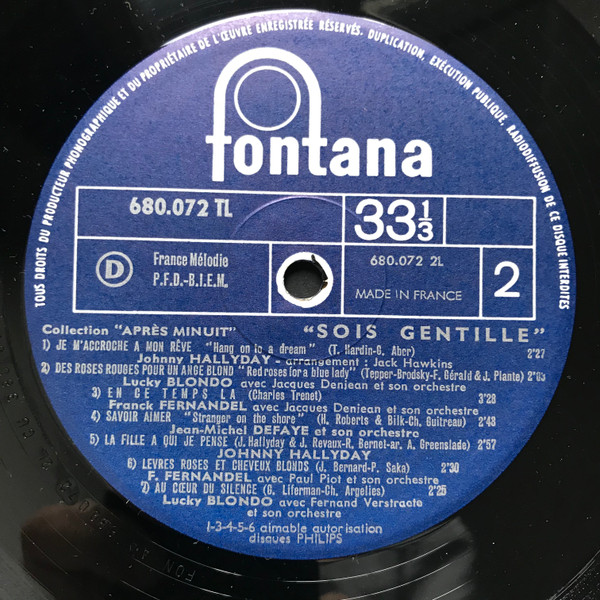 TOUS DROITS DU PRODUCTEUR PHONOGRAPHIQUE ET DU PROPRIÉTAIRE DE L'ŒUVRE ENREGISTRÉE RÉSERVÉS. DUPLICATION, EXÉCUTION PUBLIQUE, RADIODIFFUSION DE CE DISQUE INTERDITES
fontana
680.072 TL
33 1/3
D
France Mélodie
P.F.D.-B.I.E.M.
680.072 2L
MADE IN FRANCE
2
Collection "APRÈS MINUIT" "SOIS GENTILLE"
1) JE M'ACCROCHE A MON RÊVE "Hang on to a dream" (T. Hardin-G. Aber)
Johnny HALLYDAY - arrangement : Jack Hawkins 2'27
2) DES ROSES ROUGES POUR UN ANGE BLOND "Red roses for a blue lady" (Tepper-Brodsky-F. Gérald & J. Plante)
Lucky BLONDO avec Jacques Denjean et son orchestre
3) EN CE TEMPS LA (Charles Trenet) 3'28
Franck FERNANDEL avec Jacques Denjean et son orchestre
4) SAVOIR AIMER "Stranger on the shore" (H. Roberts & Bilk-Ch. Guitreau) 2'48
Jean-Michel DEFAYE et son orchestre
5) LA FILLE A QUI JE PENSE (J. Hallyday & J. Revaux-R. Bernet-ar. A. Greenslade) 2'57
JOHNNY HALLYDAY
6) LEVRES ROSES ET CHEVEUX BLONDS (J. Bernard-P. Saka) 2'30
F. FERNANDEL avec Paul Piot et son orchestre
7) AU CŒUR DU SILENCE (G. Liferman-Ch. Argelies) 2'25
Lucky BLONDO avec Fernand Verstraete
et son orchestre
1-3-4-5-6 aimable autorisation
disques PHILIPS